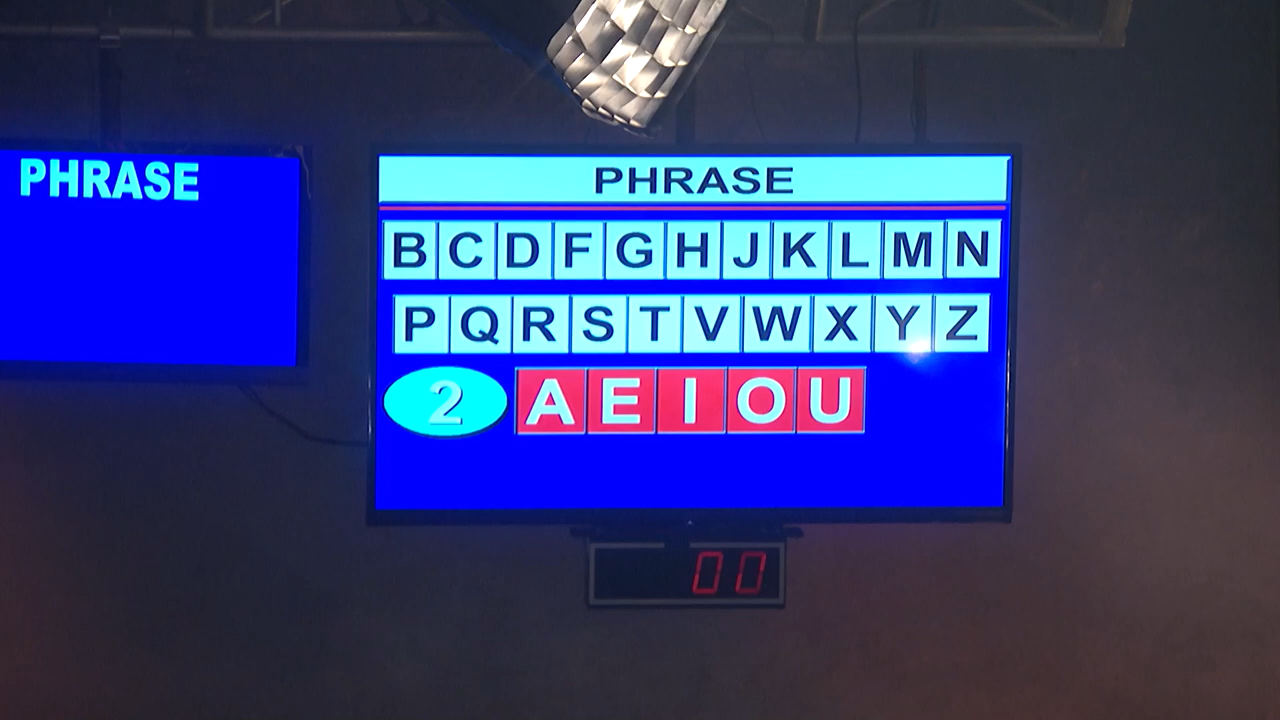 PHRASE
PHRASE
B C D F G H J K L M N
P Q R S T V W X Y Z
2 A E I O U
00